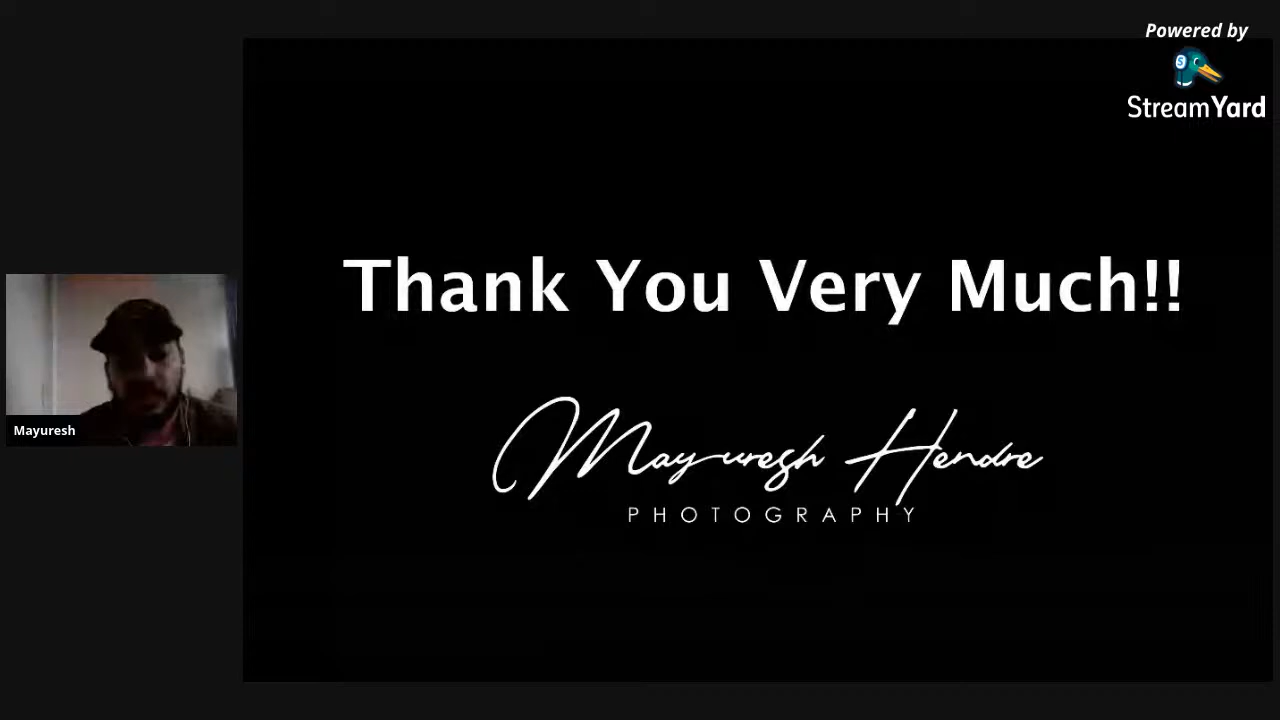 Powered by
StreamYard
Thank You Very Much!!
Mayuresh Hendre
PHOTOGRAPHY
Mayuresh